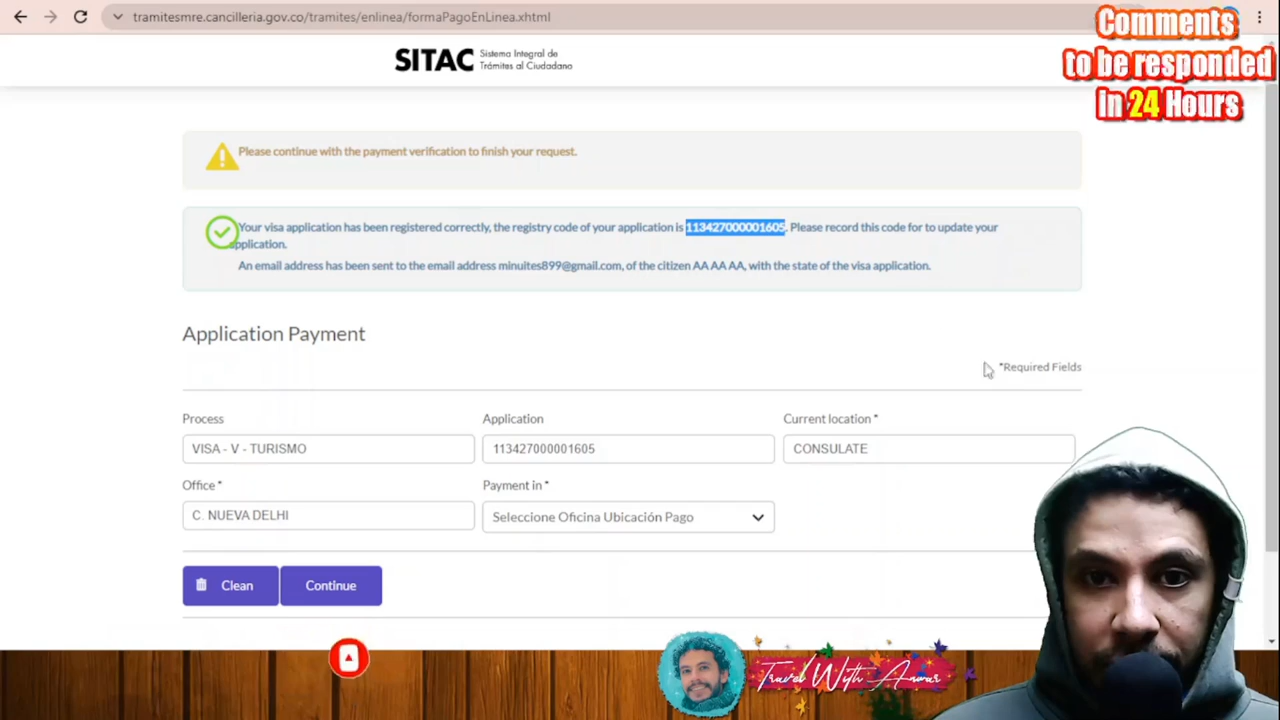 tramitesmre.cancilleria.gov.co/tramites/enlinea/formaPagoEnLinea.xhtml
Comments
to be responded
in 24 Hours
SITAC
Sistema Integral de
Trámites al Ciudadano
Please continue with the payment verification to finish your request.
Your visa application has been registered correctly, the registry code of your application is 113427000001605. Please record this code for to update your
application.
An email address has been sent to the email address minuites899@gmail.com, of the citizen AA AA AA, with the state of the visa application.
Application Payment
*Required Fields
Process
Application
Current location *
VISA - V - TURISMO
113427000001605
CONSULATE
Office *
Payment in *
C. NUEVA DELHI
Seleccione Oficina Ubicación Pago
Clean
Continue
Travel With Anwar